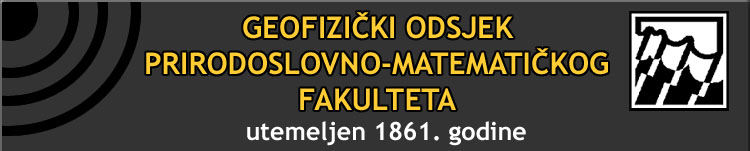 GEOFIZIČKI ODSJEK
PRIRODOSLOVNO-MATEMATIČKOG
FAKULTETA
utemeljen 1861. godine